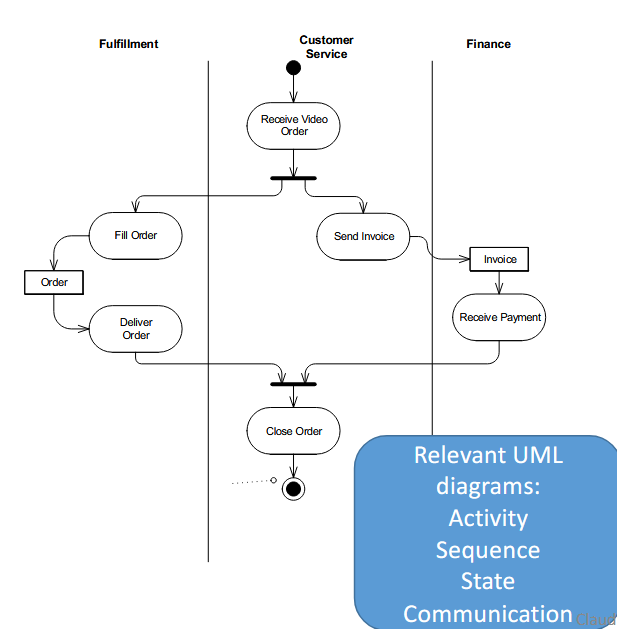 Fulfillment
Customer
Service
Finance
Receive Video
Order
Fill Order
Send Invoice
Order
Invoice
Deliver
Order
Receive Payment
Close Order
Relevant UML
diagrams:
Activity
Sequence
State
Communication
Claud